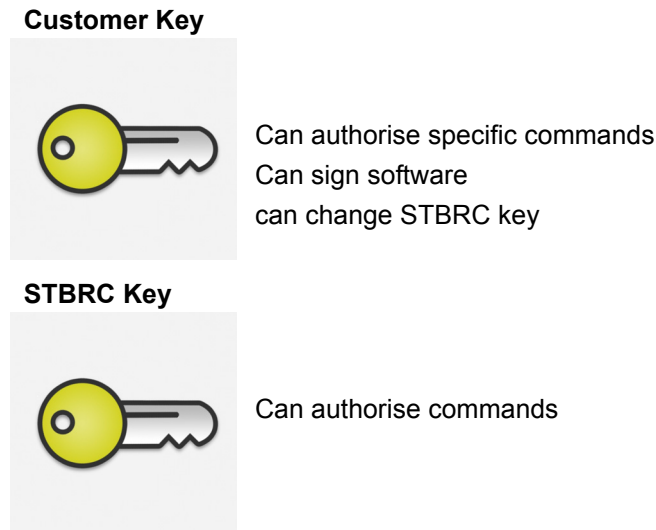 Customer Key
Can authorise specific commands
Can sign software
can change STBRC key
STBRC Key
Can authorise commands